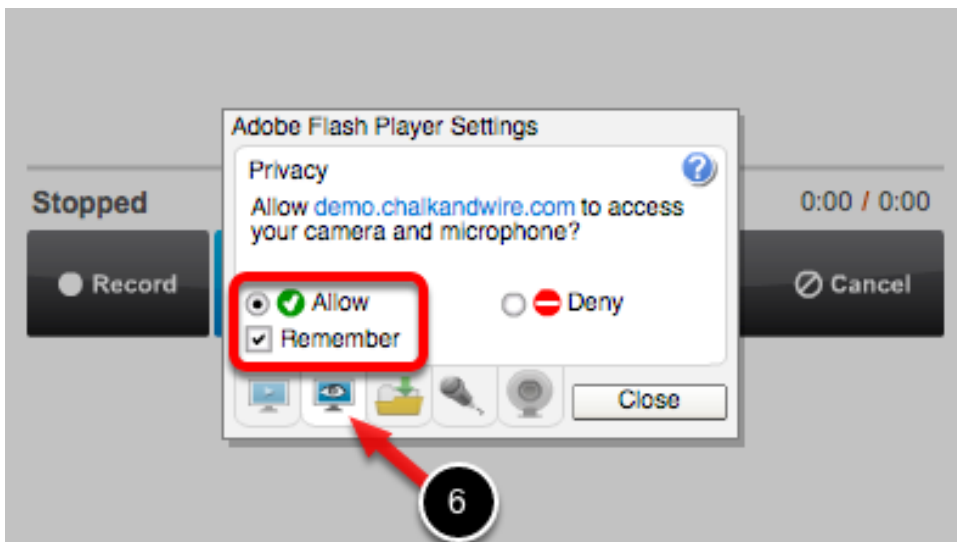 Adobe Flash Player Settings
Privacy
Stopped
Allow demo.chalkandwire.com to access
your camera and microphone?
0:00 / 0:00
Record
Allow
Deny
Cancel
Remember
Close
6